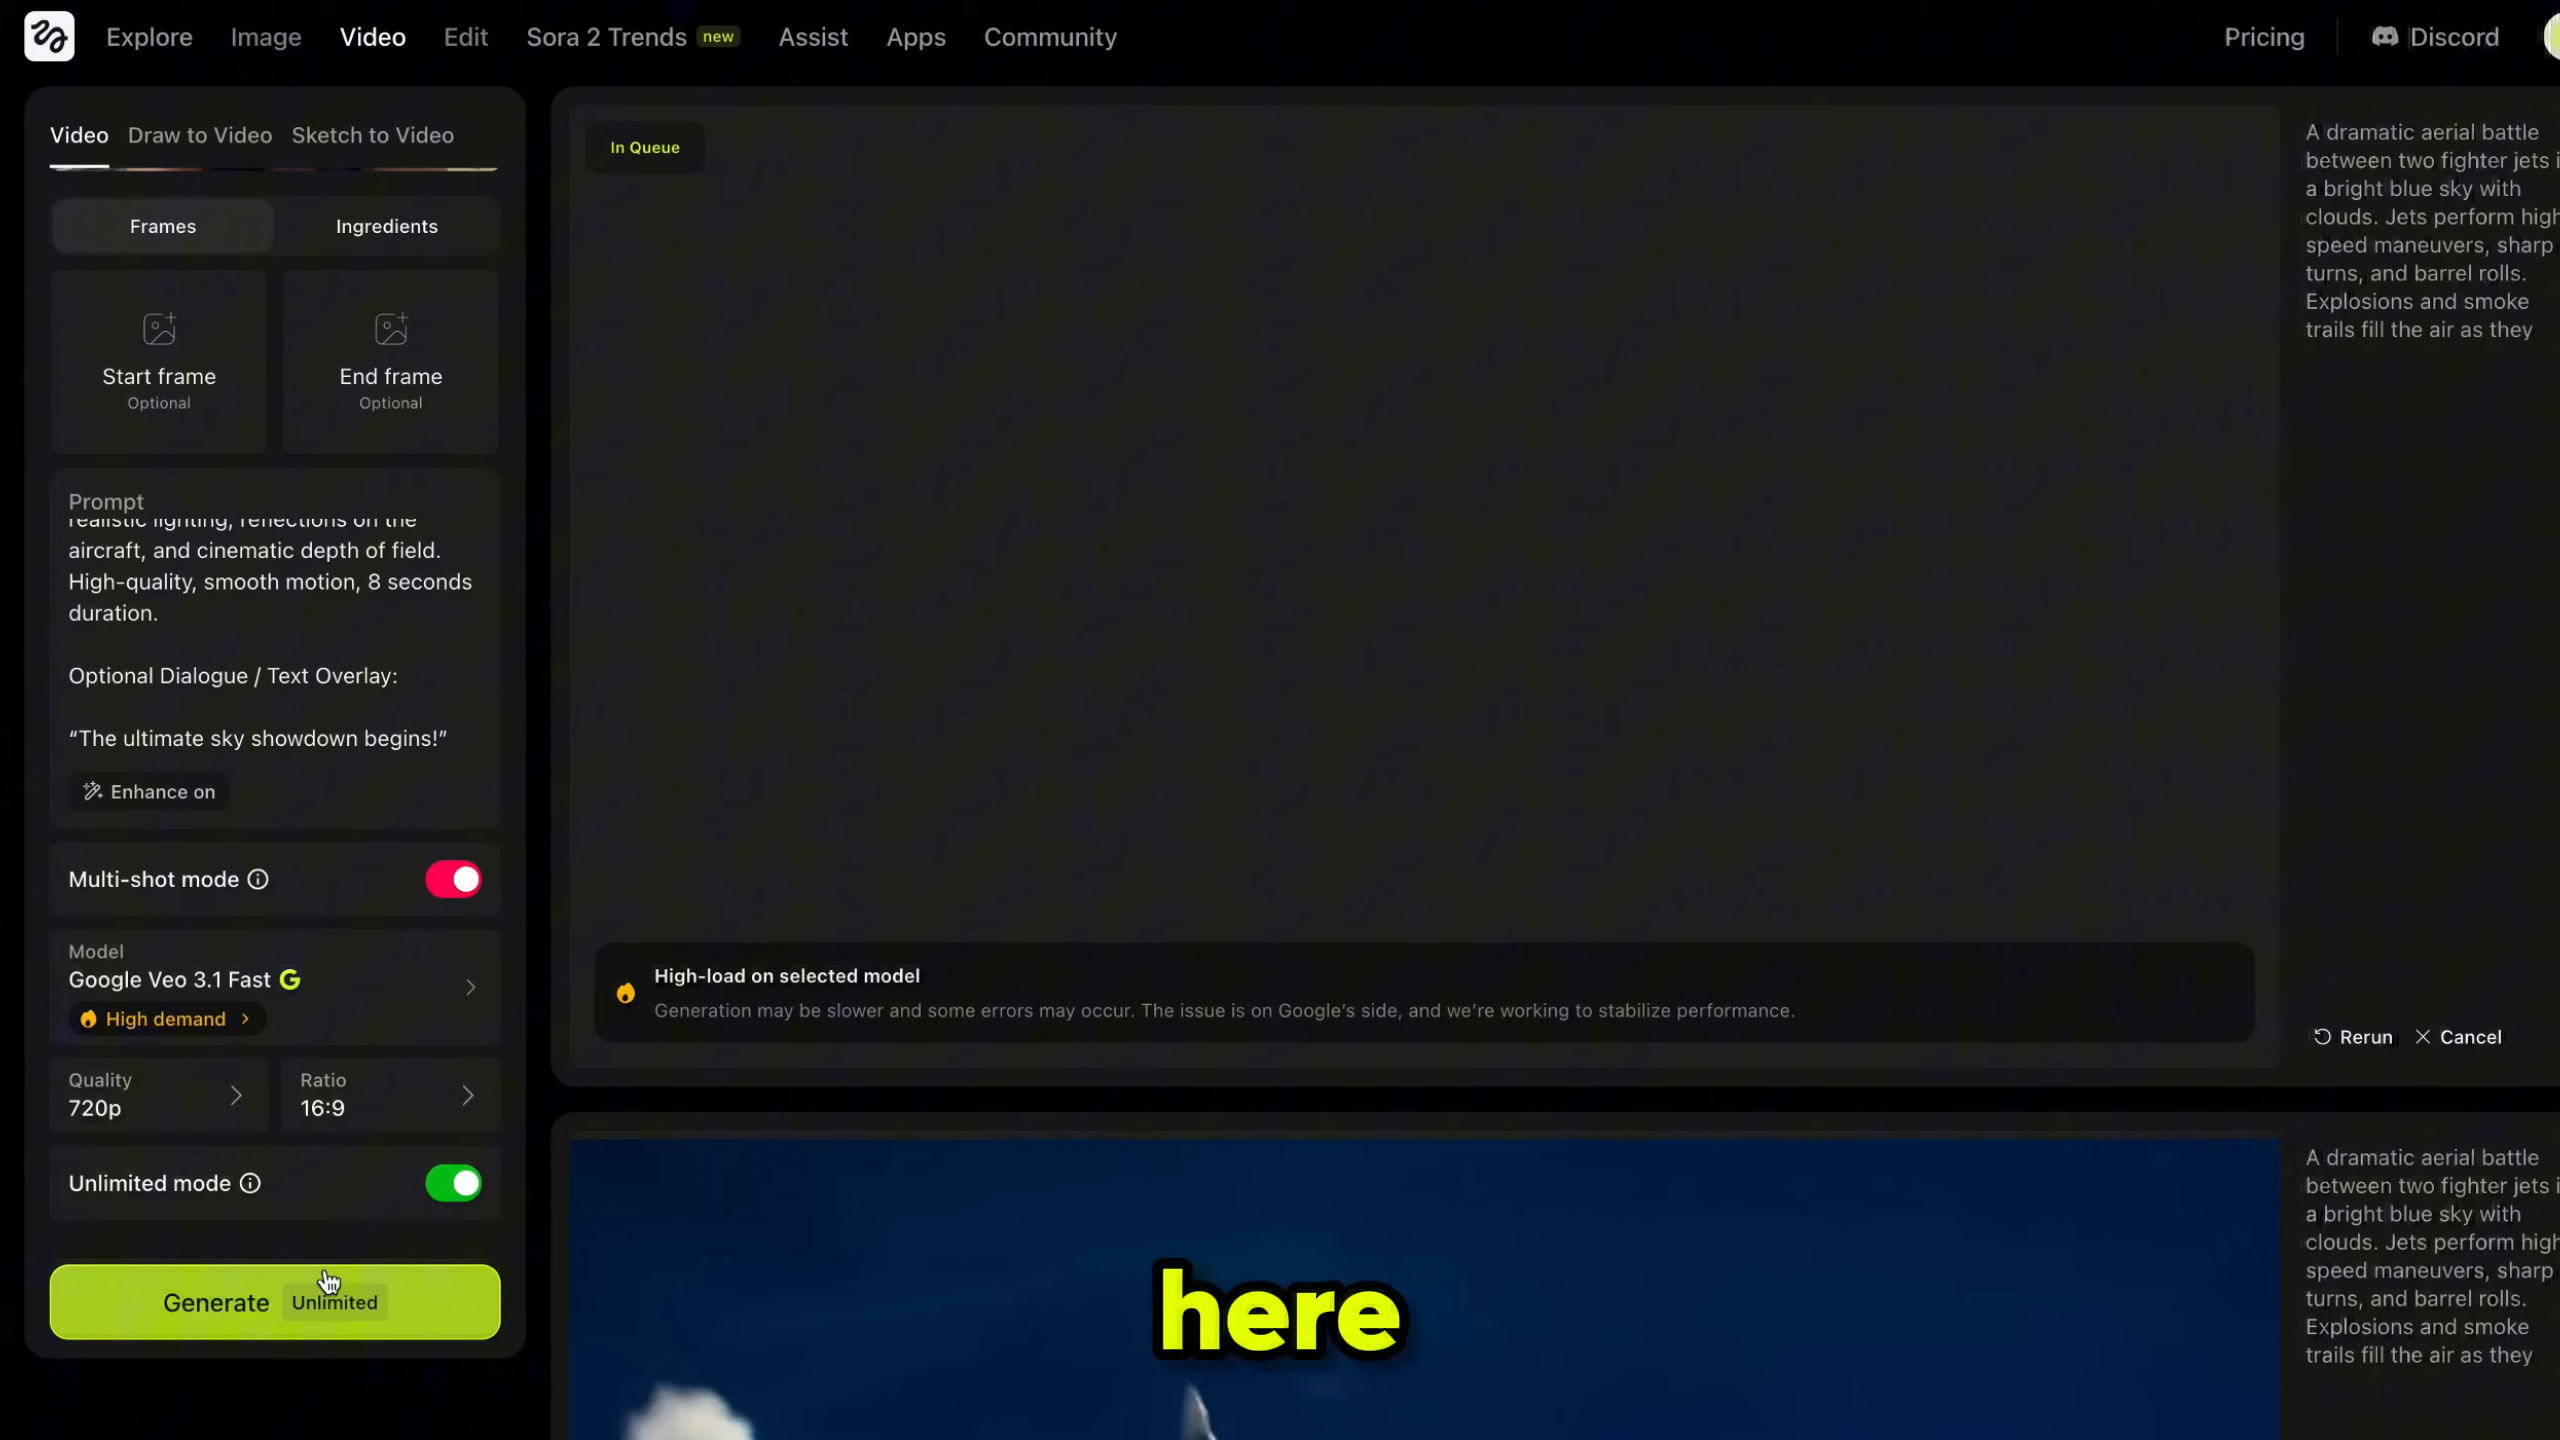 Explore Image Video Edit Sora 2 Trends new Assist Apps Community Pricing Discord
Video Draw to Video Sketch to Video
Frames Ingredients
Start frame
Optional
End frame
Optional
Prompt
realistic lighting, reflections on the
aircraft, and cinematic depth of field.
High-quality, smooth motion, 8 seconds
duration.
Optional Dialogue / Text Overlay:
“The ultimate sky showdown begins!”
Enhance on
Multi-shot mode
Model
Google Veo 3.1 Fast
High demand
Quality
720p
Ratio
16:9
Unlimited mode
Generate Unlimited
In Queue
High-load on selected model
Generation may be slower and some errors may occur. The issue is on Google's side, and we're working to stabilize performance.
A dramatic aerial battle
between two fighter jets i
a bright blue sky with
clouds. Jets perform high
speed maneuvers, sharp
turns, and barrel rolls.
Explosions and smoke
trails fill the air as they
Rerun Cancel
here
A dramatic aerial battle
between two fighter jets i
a bright blue sky with
clouds. Jets perform high
speed maneuvers, sharp
turns, and barrel rolls.
Explosions and smoke
trails fill the air as they